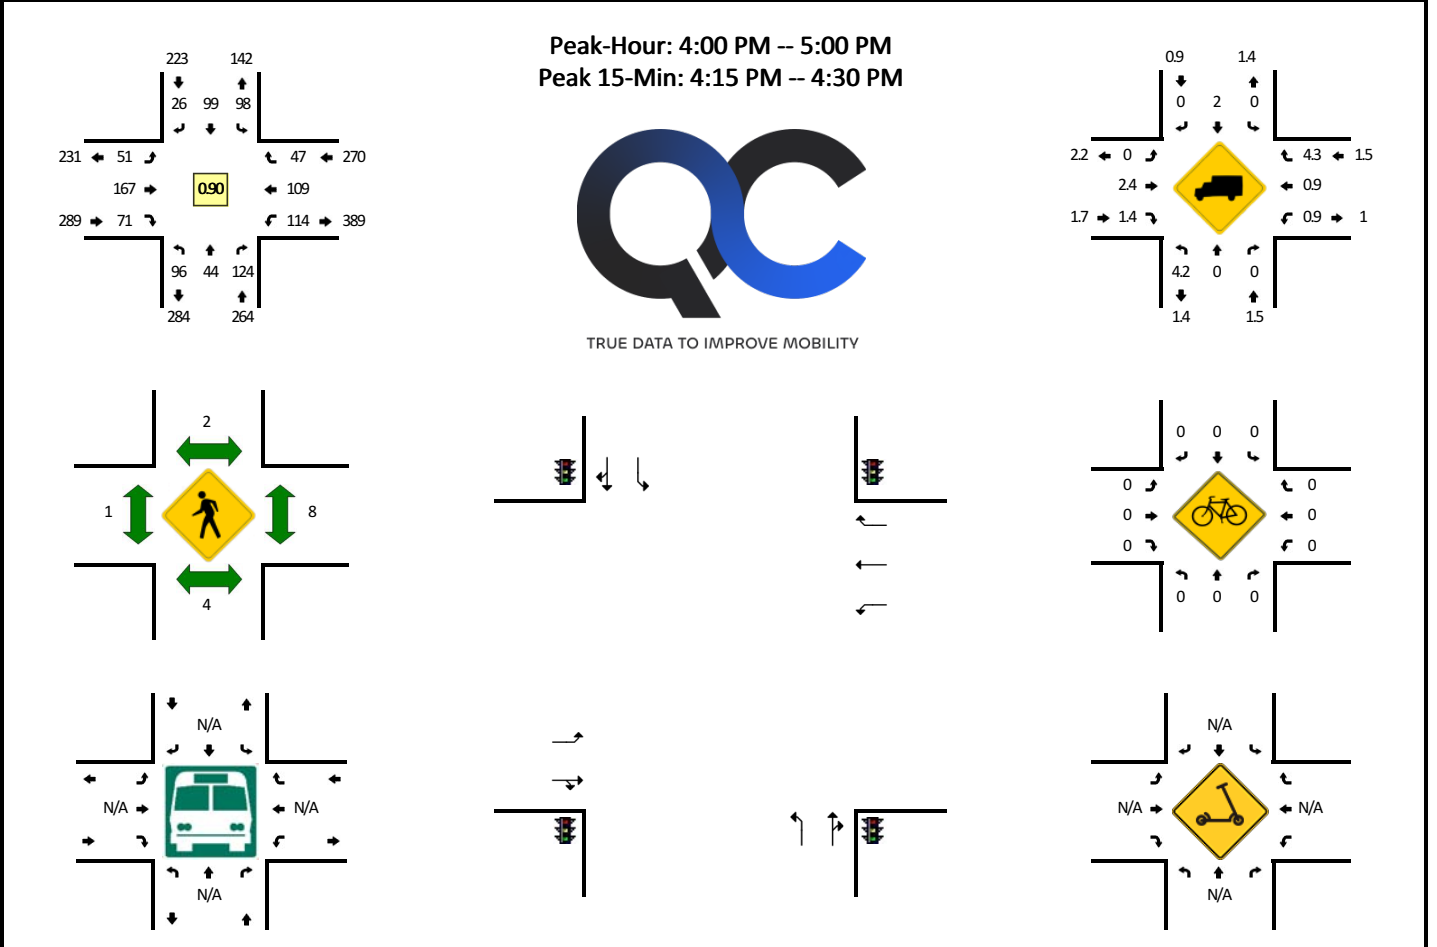 Peak-Hour: 4:00 PM -- 5:00 PM
Peak 15-Min: 4:15 PM -- 4:30 PM
QC
TRUE DATA TO IMPROVE MOBILITY
223 142
26 99 98
231 51 47 270
167 0.90 109
289 71 114 389
96 44 124
284 264
0.9 1.4
0 2 0
2.2 0 4.3 1.5
2.4 0.9
1.7 1.4 0.9 1
4.2 0 0
1.4 1.5
2
1 8
4
0 0 0
0 0
0 0
0 0
0 0 0
N/A
N/A N/A
N/A
N/A
N/A N/A
N/A